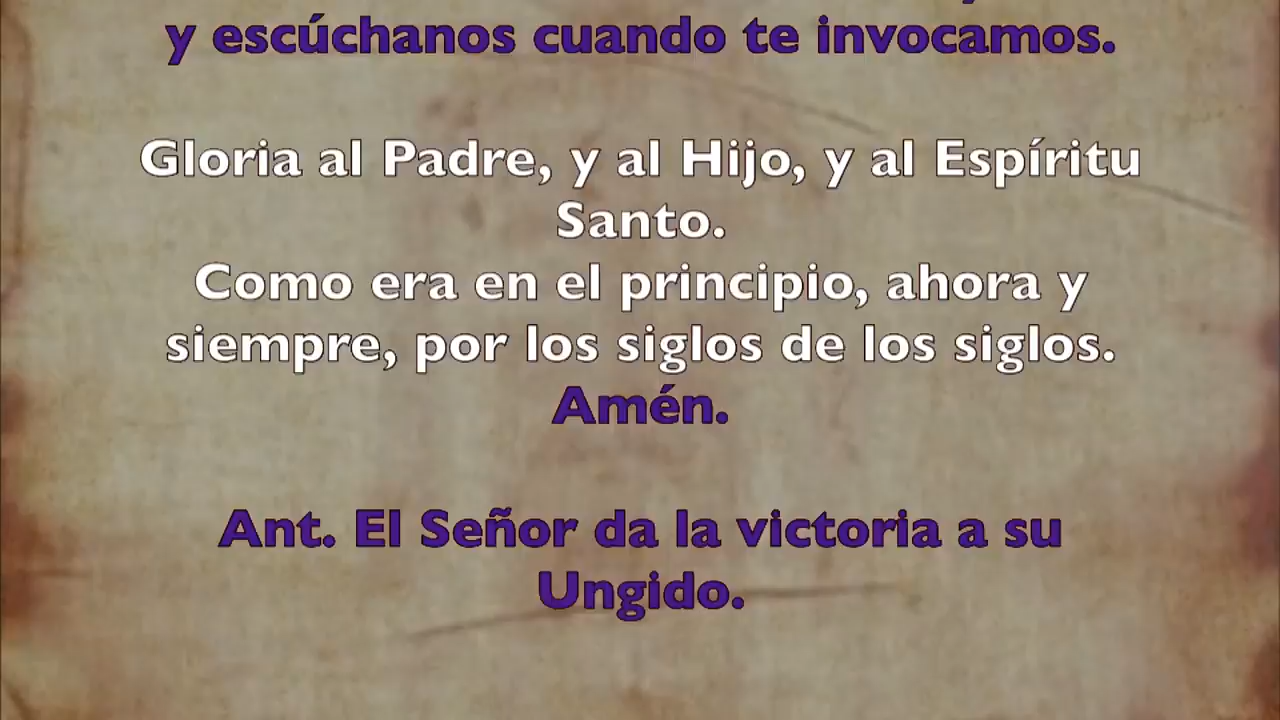 y escúchanos cuando te invocamos.
Gloria al Padre, y al Hijo, y al Espíritu
Santo.
Como era en el principio, ahora y
siempre, por los siglos de los siglos.
Amén.
Ant. El Señor da la victoria a su
Ungido.